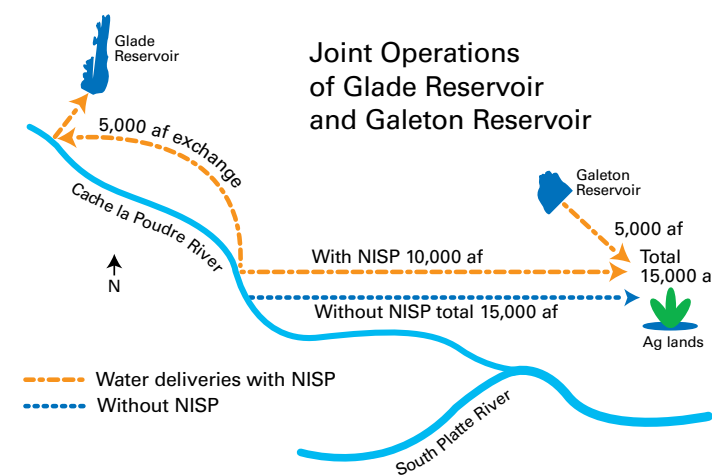 Joint Operations
of Glade Reservoir
and Galeton Reservoir
Glade
Reservoir
5,000 af exchange
Cache la Poudre River
N
Galeton
Reservoir
5,000 af
With NISP 10,000 af
Total
15,000 a
Without NISP total 15,000 af
Ag lands
Water deliveries with NISP
Without NISP
South Platte River